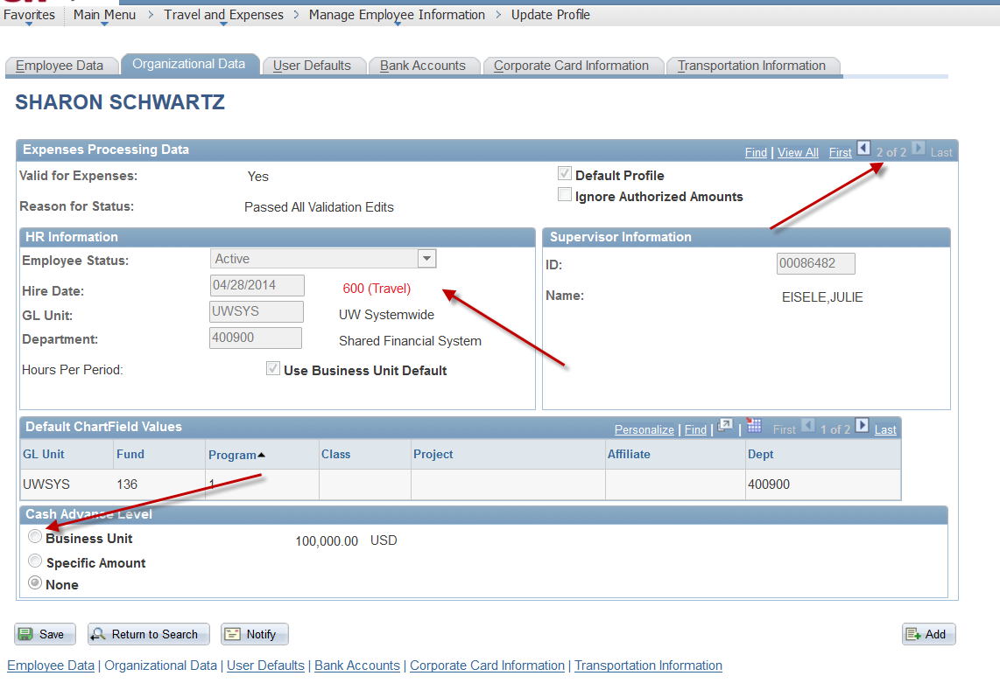 Favorites Main Menu > Travel and Expenses > Manage Employee Information > Update Profile
Employee Data Organizational Data User Defaults Bank Accounts Corporate Card Information Transportation Information
SHARON SCHWARTZ
Expenses Processing Data Find | View All First 2 of 2 Last
Valid for Expenses: Yes Default Profile
Ignore Authorized Amounts
Reason for Status: Passed All Validation Edits
HR Information Supervisor Information
Employee Status: Active ID: 00086482
Hire Date: 04/28/2014 600 (Travel) Name: EISELE,JULIE
GL Unit: UWSYS UW Systemwide
Department: 400900 Shared Financial System
Hours Per Period: Use Business Unit Default
Default ChartField Values Personalize | Find | | First 1 of 2 Last
GL Unit Fund Program Class Project Affiliate Dept
UWSYS 136 1 400900
Cash Advance Level
Business Unit 100,000.00 USD
Specific Amount
None
Save Return to Search Notify Add
Employee Data | Organizational Data | User Defaults | Bank Accounts | Corporate Card Information | Transportation Information